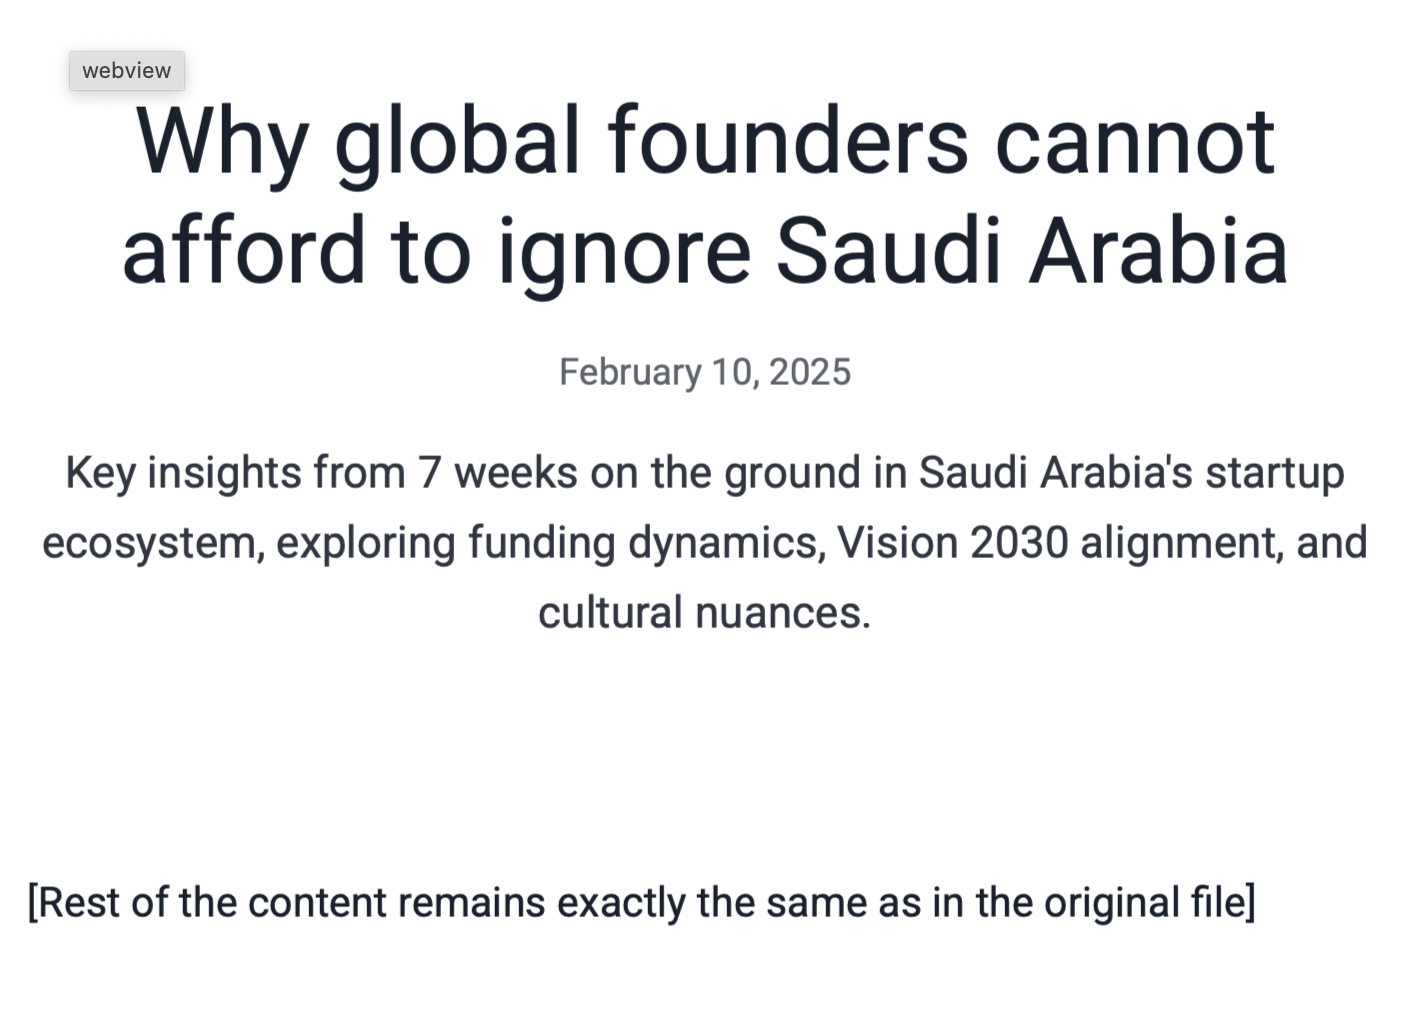 webview
Why global founders cannot
afford to ignore Saudi Arabia
February 10, 2025
Key insights from 7 weeks on the ground in Saudi Arabia's startup
ecosystem, exploring funding dynamics, Vision 2030 alignment, and
cultural nuances.
[Rest of the content remains exactly the same as in the original file]